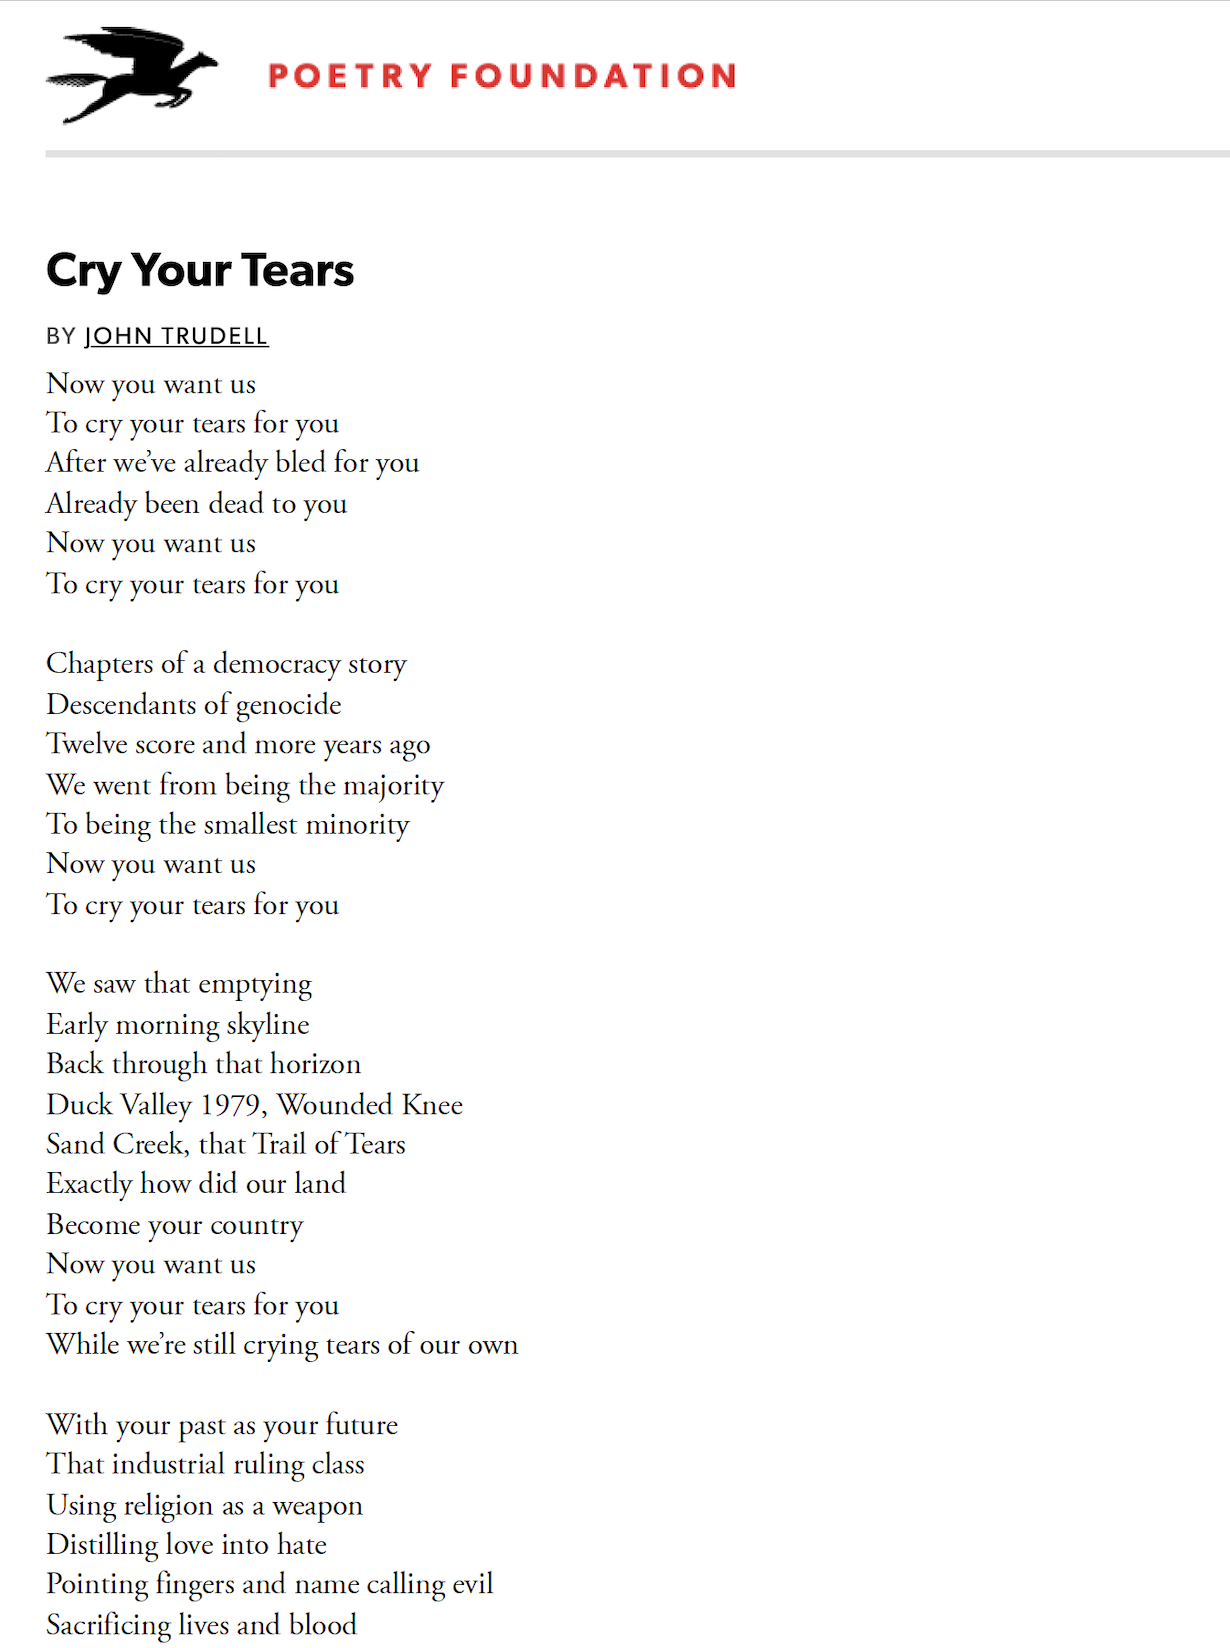 POETRY FOUNDATION
Cry Your Tears
BY JOHN TRUDELL
Now you want us
To cry your tears for you
After we’ve already bled for you
Already been dead to you
Now you want us
To cry your tears for you
Chapters of a democracy story
Descendants of genocide
Twelve score and more years ago
We went from being the majority
To being the smallest minority
Now you want us
To cry your tears for you
We saw that emptying
Early morning skyline
Back through that horizon
Duck Valley 1979, Wounded Knee
Sand Creek, that Trail of Tears
Exactly how did our land
Become your country
Now you want us
To cry your tears for you
While we’re still crying tears of our own
With your past as your future
That industrial ruling class
Using religion as a weapon
Distilling love into hate
Pointing fingers and name calling evil
Sacrificing lives and blood